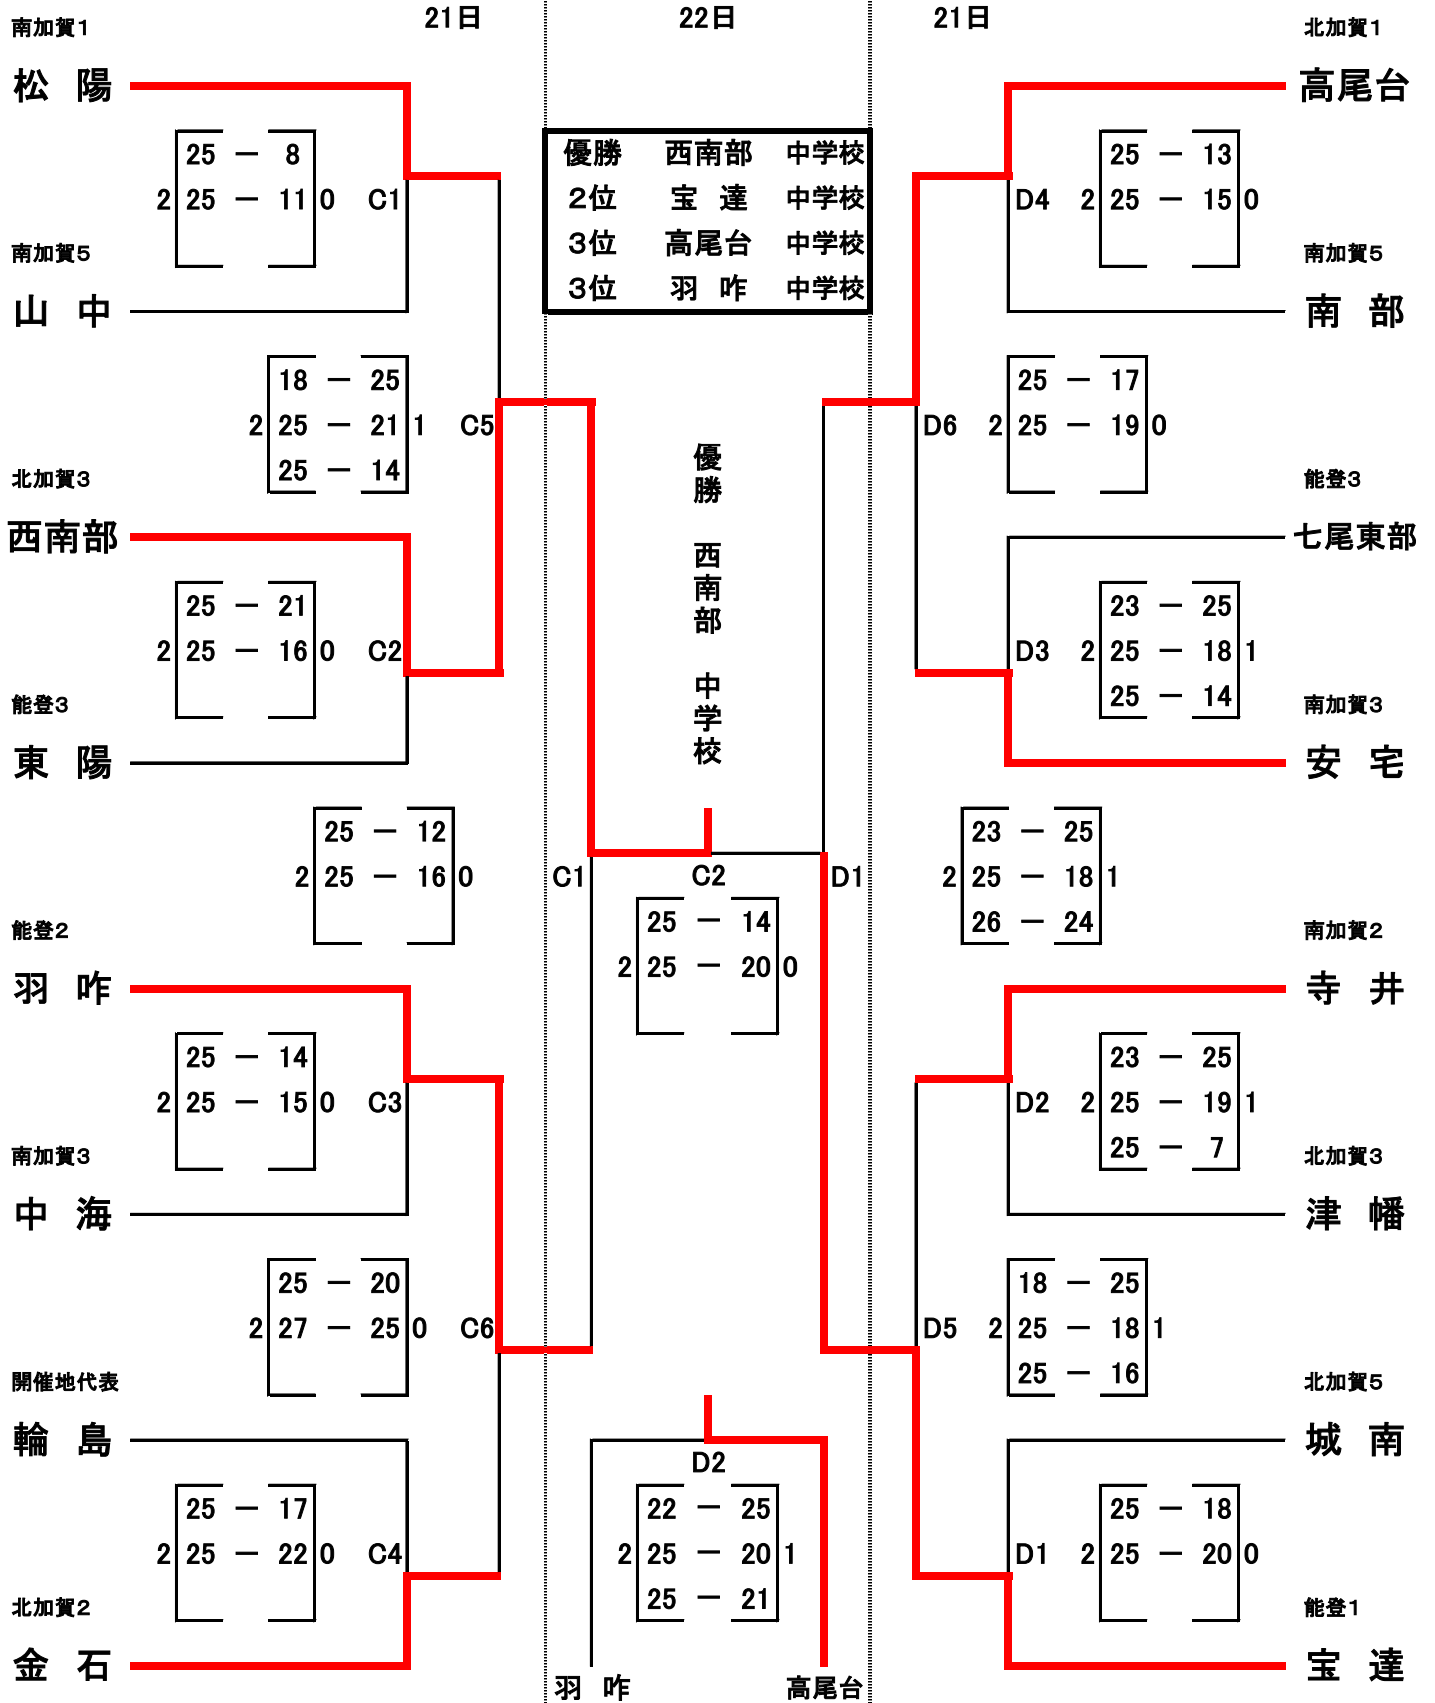 21日 22日 21日
南加賀1 北加賀1
松 陽 高尾台
25 － 8 優勝 西南部 中学校 25 － 13
2 25 － 11 0 C1 2位 宝 達 中学校 D4 2 25 － 15 0
南加賀5 3位 高尾台 中学校 南加賀5
3位 羽 咋 中学校
山 中 南 部
18 － 25 25 － 17
2 25 － 21 1 C5 D6 2 25 － 19 0
25 － 14
優勝 西南部 中学校
北加賀3 能登3
西南部 七尾東部
25 － 21 23 － 25
2 25 － 16 0 C2 D3 2 25 － 18 1
25 － 14
能登3 南加賀3
東 陽 安 宅
25 － 12 23 － 25
2 25 － 16 0 C1 C2 D1 2 25 － 18 1
25 － 14 26 － 24
能登2 南加賀2
2 25 － 20 0
羽 咋 寺 井
25 － 14 23 － 25
2 25 － 15 0 C3 D2 2 25 － 19 1
25 － 7
南加賀3 北加賀3
中 海 津 幡
25 － 20 18 － 25
2 27 － 25 0 C6 D5 2 25 － 18 1
25 － 16
開催地代表 北加賀5
輪 島 城 南
D2
25 － 17 22 － 25 25 － 18
2 25 － 22 0 C4 2 25 － 20 1 D1 2 25 － 20 0
25 － 21
北加賀2 能登1
金 石 宝 達
羽 咋 高尾台